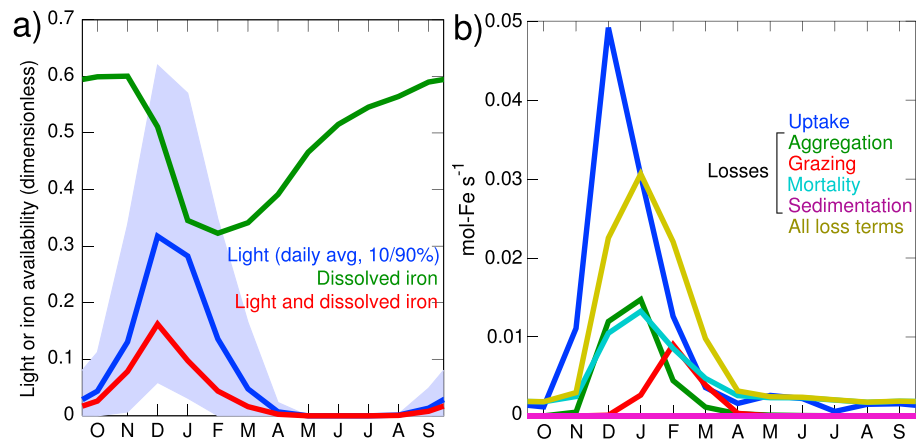 a)
Light or iron availability (dimensionless)
0.7
0.6
0.5
0.4
0.3
0.2
0.1
0
Light (daily avg, 10/90%)
Dissolved iron
Light and dissolved iron
O N D J F M A M J J A S
b)
mol-Fe s⁻¹
0.05
0.04
0.03
0.02
0.01
0
Uptake
Aggregation
Losses Grazing
Mortality
Sedimentation
All loss terms
O N D J F M A M J J A S